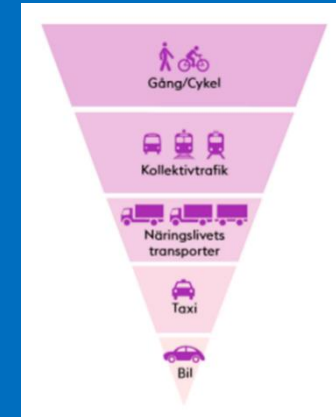 Gång/Cykel
Kollektivtrafik
Näringslivets
transporter
Taxi
Bil